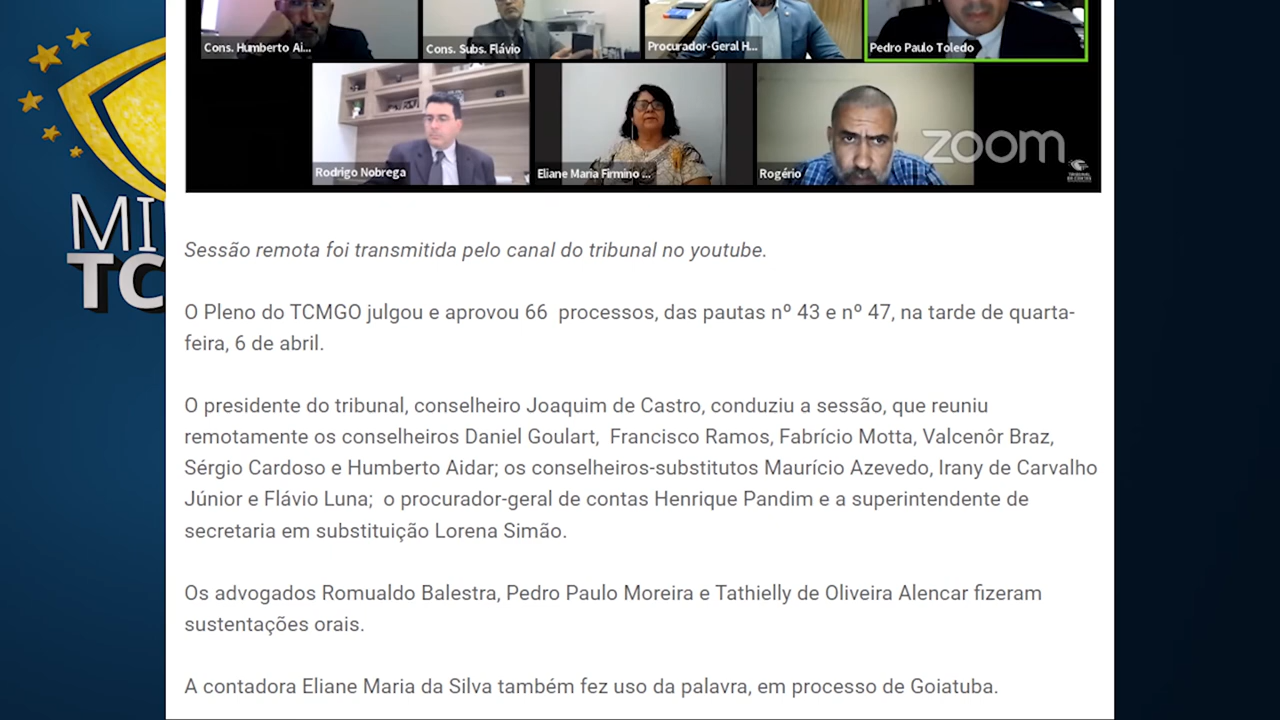 Cons. Humberto Ai...
Cons. Subs. Flávio
Procurador-Geral H...
Pedro Paulo Toledo
Rodrigo Nobrega
Eliane Maria Firmino ...
Rogério
zoom
MI
TC
Sessão remota foi transmitida pelo canal do tribunal no youtube.
O Pleno do TCMGO julgou e aprovou 66  processos, das pautas nº 43 e nº 47, na tarde de quarta-
feira, 6 de abril.
O presidente do tribunal, conselheiro Joaquim de Castro, conduziu a sessão, que reuniu
remotamente os conselheiros Daniel Goulart,  Francisco Ramos, Fabrício Motta, Valcenôr Braz,
Sérgio Cardoso e Humberto Aidar; os conselheiros-substitutos Maurício Azevedo, Irany de Carvalho
Júnior e Flávio Luna;  o procurador-geral de contas Henrique Pandim e a superintendente de
secretaria em substituição Lorena Simão.
Os advogados Romualdo Balestra, Pedro Paulo Moreira e Tathielly de Oliveira Alencar fizeram
sustentações orais.
A contadora Eliane Maria da Silva também fez uso da palavra, em processo de Goiatuba.